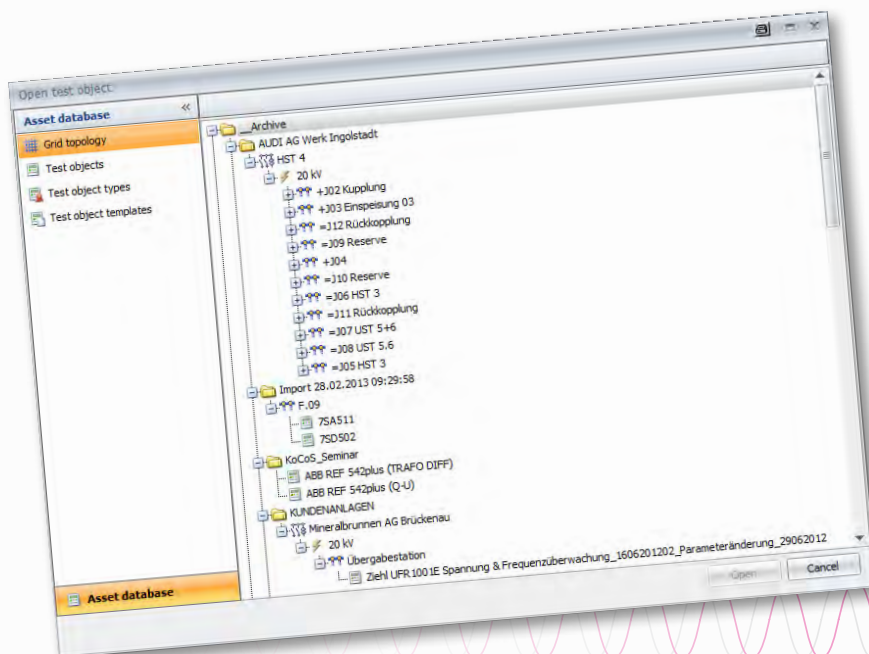 Open test object
Asset database «
Grid topology
Test objects
Test object types
Test object templates
__Archive
AUDI AG Werk Ingolstadt
HST 4
20 kV
+J02 Kupplung
+J03 Einspeisung 03
=J12 Rückkopplung
=J09 Reserve
+J04
=J10 Reserve
=J06 HST 3
=J11 Rückkopplung
=J07 UST 5+6
=J08 UST 5.6
=J05 HST 3
Import 28.02.2013 09:29:58
F.09
7SA511
7SD502
KoCoS_Seminar
ABB REF 542plus (TRAFO DIFF)
ABB REF 542plus (Q-U)
KUNDENANLAGEN
Mineralbrunnen AG Brückenau
20 kV
Übergabestation
Ziehl UFR1001E Spannung & Frequenzüberwachung_1606201202_Parameteränderung_29062012
Asset database
Open
Cancel